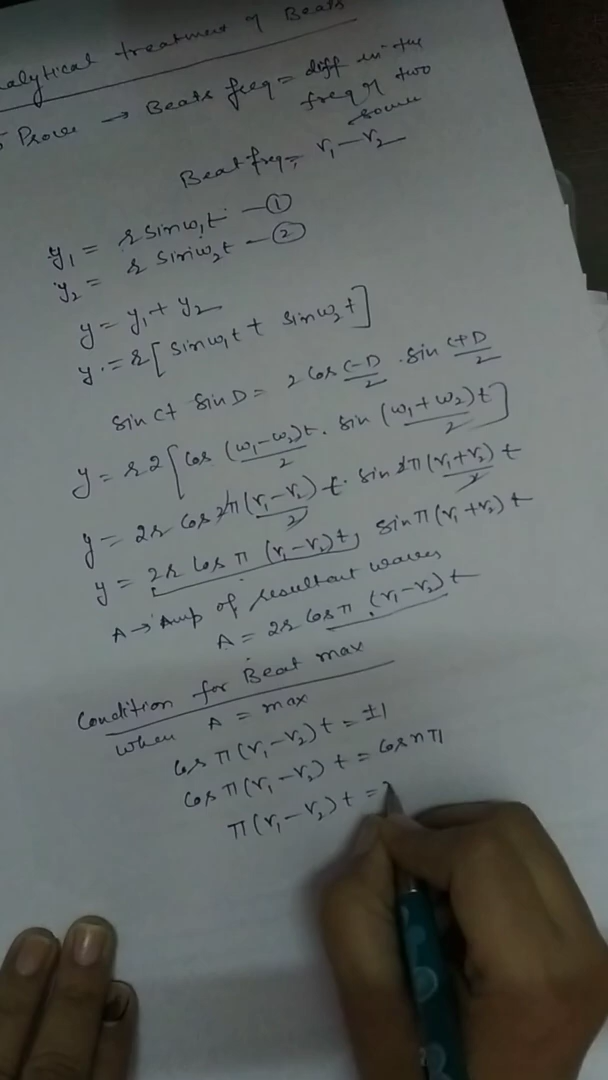 Analytical treatment of Beats
To Prove → Beats freq = diff in the
freq of two
source
Beat freq = ν₁ − ν₂
y₁ = r sin ω₁t — ①
y₂ = r sin ω₂t — ②
y = y₁ + y₂
y = r [ sin ω₁t + sin ω₂t ]
Sin C + Sin D = 2 Cos (C−D)/2 . Sin (C+D)/2
y = r 2 [ Cos (ω₁−ω₂)t/2 . Sin (ω₁+ω₂)t/2 ]
y = 2r Cos 2π (ν₁−ν₂)/2 t . Sin 2π (ν₁+ν₂)/2 t
y = 2r Cos π (ν₁−ν₂)t, Sin π (ν₁+ν₂) t
A → Amp of resultant waves
A = 2r Cos π (ν₁−ν₂) t
Condition for Beat max
when A = max
Cos π (ν₁−ν₂) t = ±1
Cos π (ν₁−ν₂) t = Cos n π
π (ν₁−ν₂) t =